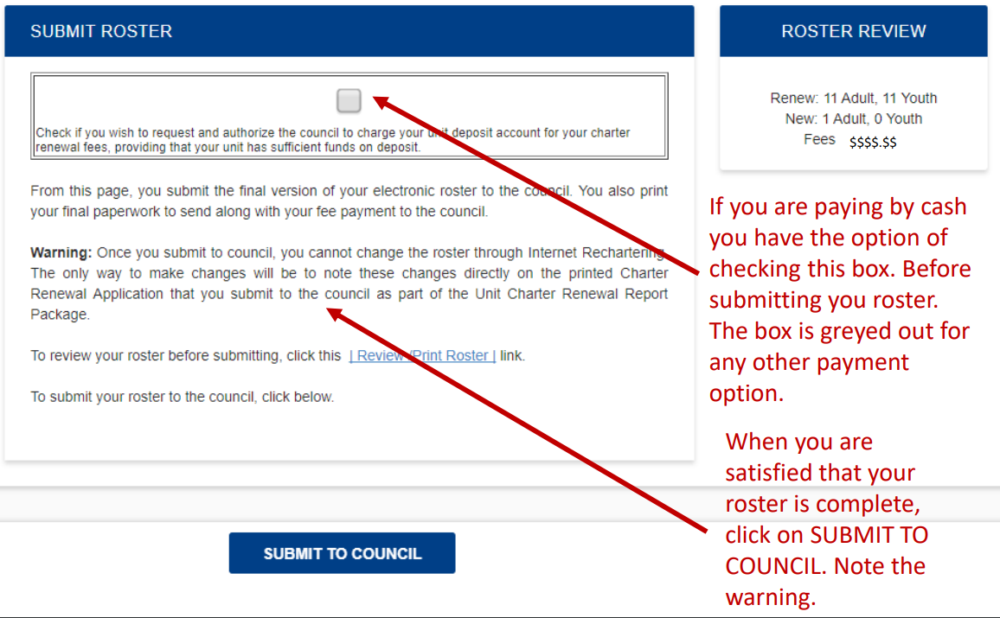 SUBMIT ROSTER
Check if you wish to request and authorize the council to charge your unit deposit account for your charter
renewal fees, providing that your unit has sufficient funds on deposit.
From this page, you submit the final version of your electronic roster to the council. You also print
your final paperwork to send along with your fee payment to the council.
Warning: Once you submit to council, you cannot change the roster through Internet Rechartering.
The only way to make changes will be to note these changes directly on the printed Charter
Renewal Application that you submit to the council as part of the Unit Charter Renewal Report
Package.
To review your roster before submitting, click this | Review /Print Roster | link.
To submit your roster to the council, click below.
SUBMIT TO COUNCIL
ROSTER REVIEW
Renew: 11 Adult, 11 Youth
New: 1 Adult, 0 Youth
Fees $$$$.$$
If you are paying by cash
you have the option of
checking this box. Before
submitting you roster.
The box is greyed out for
any other payment
option.
When you are
satisfied that your
roster is complete,
click on SUBMIT TO
COUNCIL. Note the
warning.